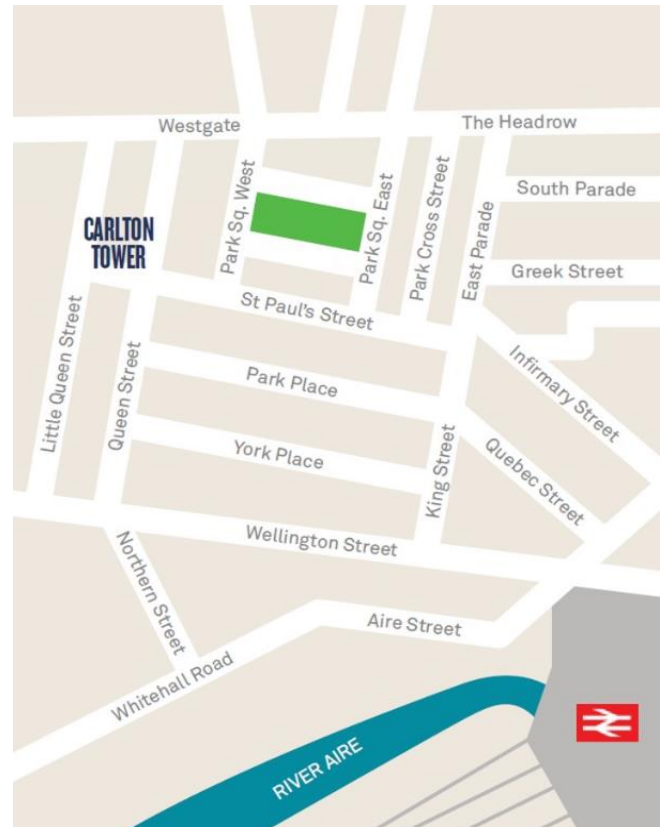 Westgate
The Headrow
Park Sq. West
Park Sq. East
Park Cross Street
East Parade
South Parade
CARLTON
TOWER
Greek Street
St Paul's Street
Little Queen Street
Queen Street
Park Place
Infirmary Street
York Place
King Street
Quebec Street
Wellington Street
Northern Street
Aire Street
Whitehall Road
RIVER AIRE